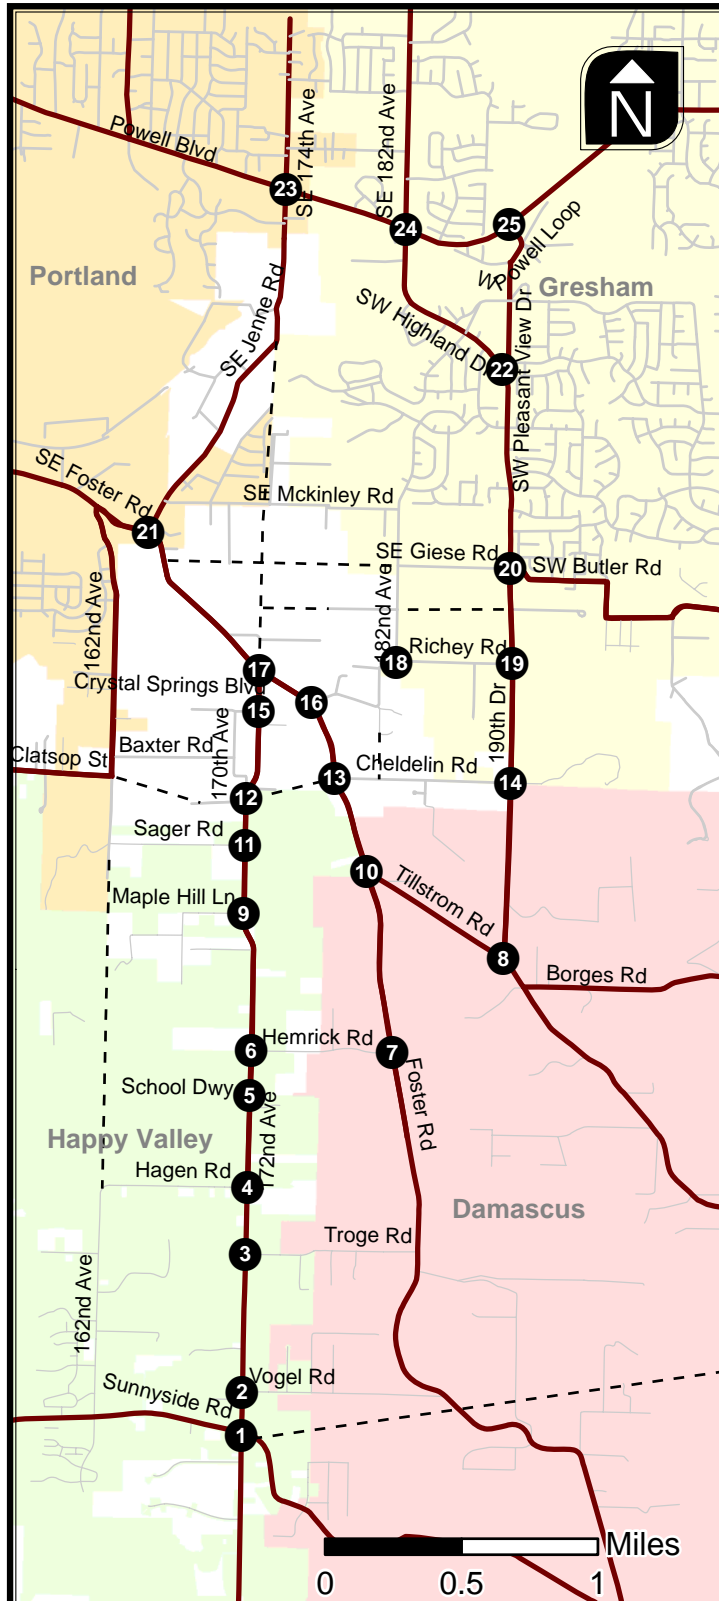 N
SE 174th Ave
SE 182nd Ave
Powell Blvd
23
24
25
W Powell Loop
Portland
Gresham
SE Jenne Rd
SW Highland Dr
SW Pleasant View Dr
22
SE Foster Rd
SE Mckinley Rd
21
SE Giese Rd
20
SW Butler Rd
162nd Ave
182nd Ave
Richey Rd
18
19
17
Crystal Springs Blvd
16
15
190th Dr
170th Ave
Baxter Rd
Clatsop St
Cheldelin Rd
13
14
12
Sager Rd
11
10
Tillstrom Rd
Maple Hill Ln
9
8
Borges Rd
Hemrick Rd
6
7
Foster Rd
School Dwy
5
172nd Ave
Happy Valley
Hagen Rd
4
Damascus
Troge Rd
3
162nd Ave
Vogel Rd
2
Sunnyside Rd
1
Miles
0 0.5 1